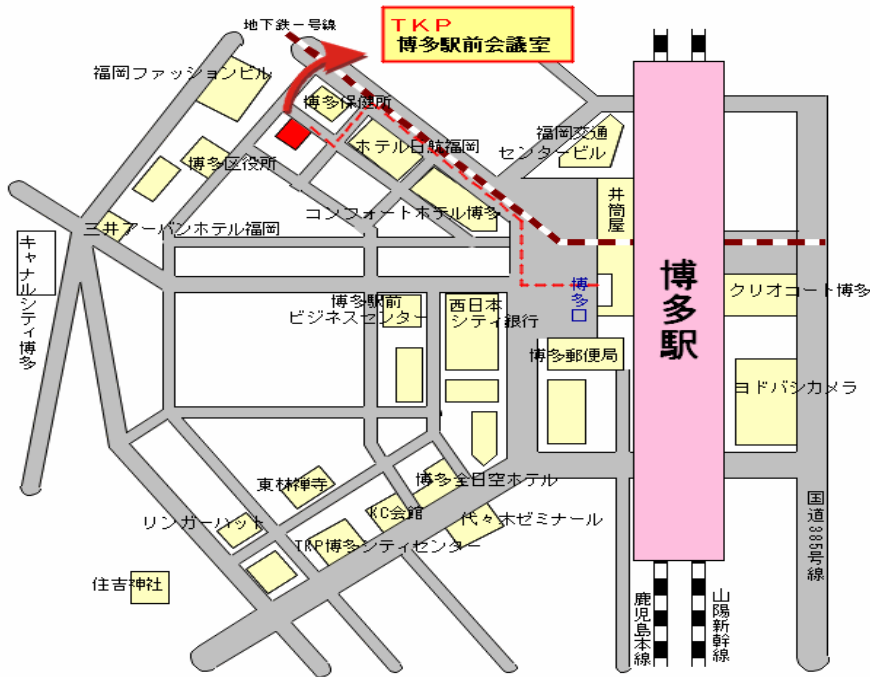 地下鉄一号線
TKP
博多駅前会議室
福岡ファッションビル
博多保健所
福岡交通
センタービル
ホテル日航福岡
博多区役所
井筒屋
コンフォートホテル博多
三井アーバンホテル福岡
キャナルシティ博多
博多駅
博多口
クリオコート博多
博多駅前
ビジネスセンター
西日本
シティ銀行
博多郵便局
ヨドバシカメラ
博多全日空ホテル
東林禅寺
KC会館
代々木ゼミナール
リンガーハット
TKP博多シティセンター
国道385号線
住吉神社
鹿児島本線
山陽新幹線